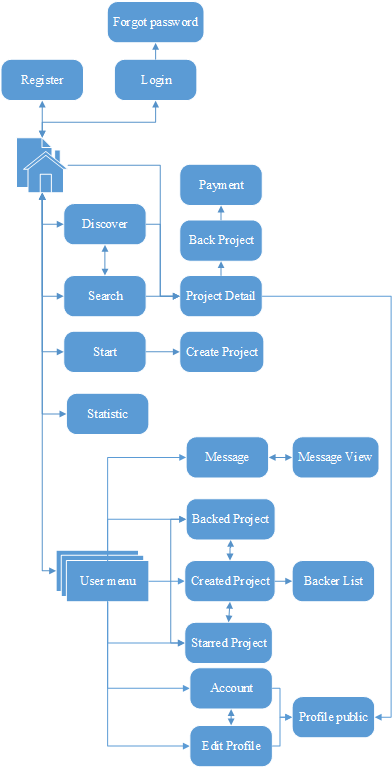 Forgot password
Register
Login
Payment
Discover
Back Project
Search
Project Detail
Start
Create Project
Statistic
Message
Message View
Backed Project
User menu
Created Project
Backer List
Starred Project
Account
Profile public
Edit Profile